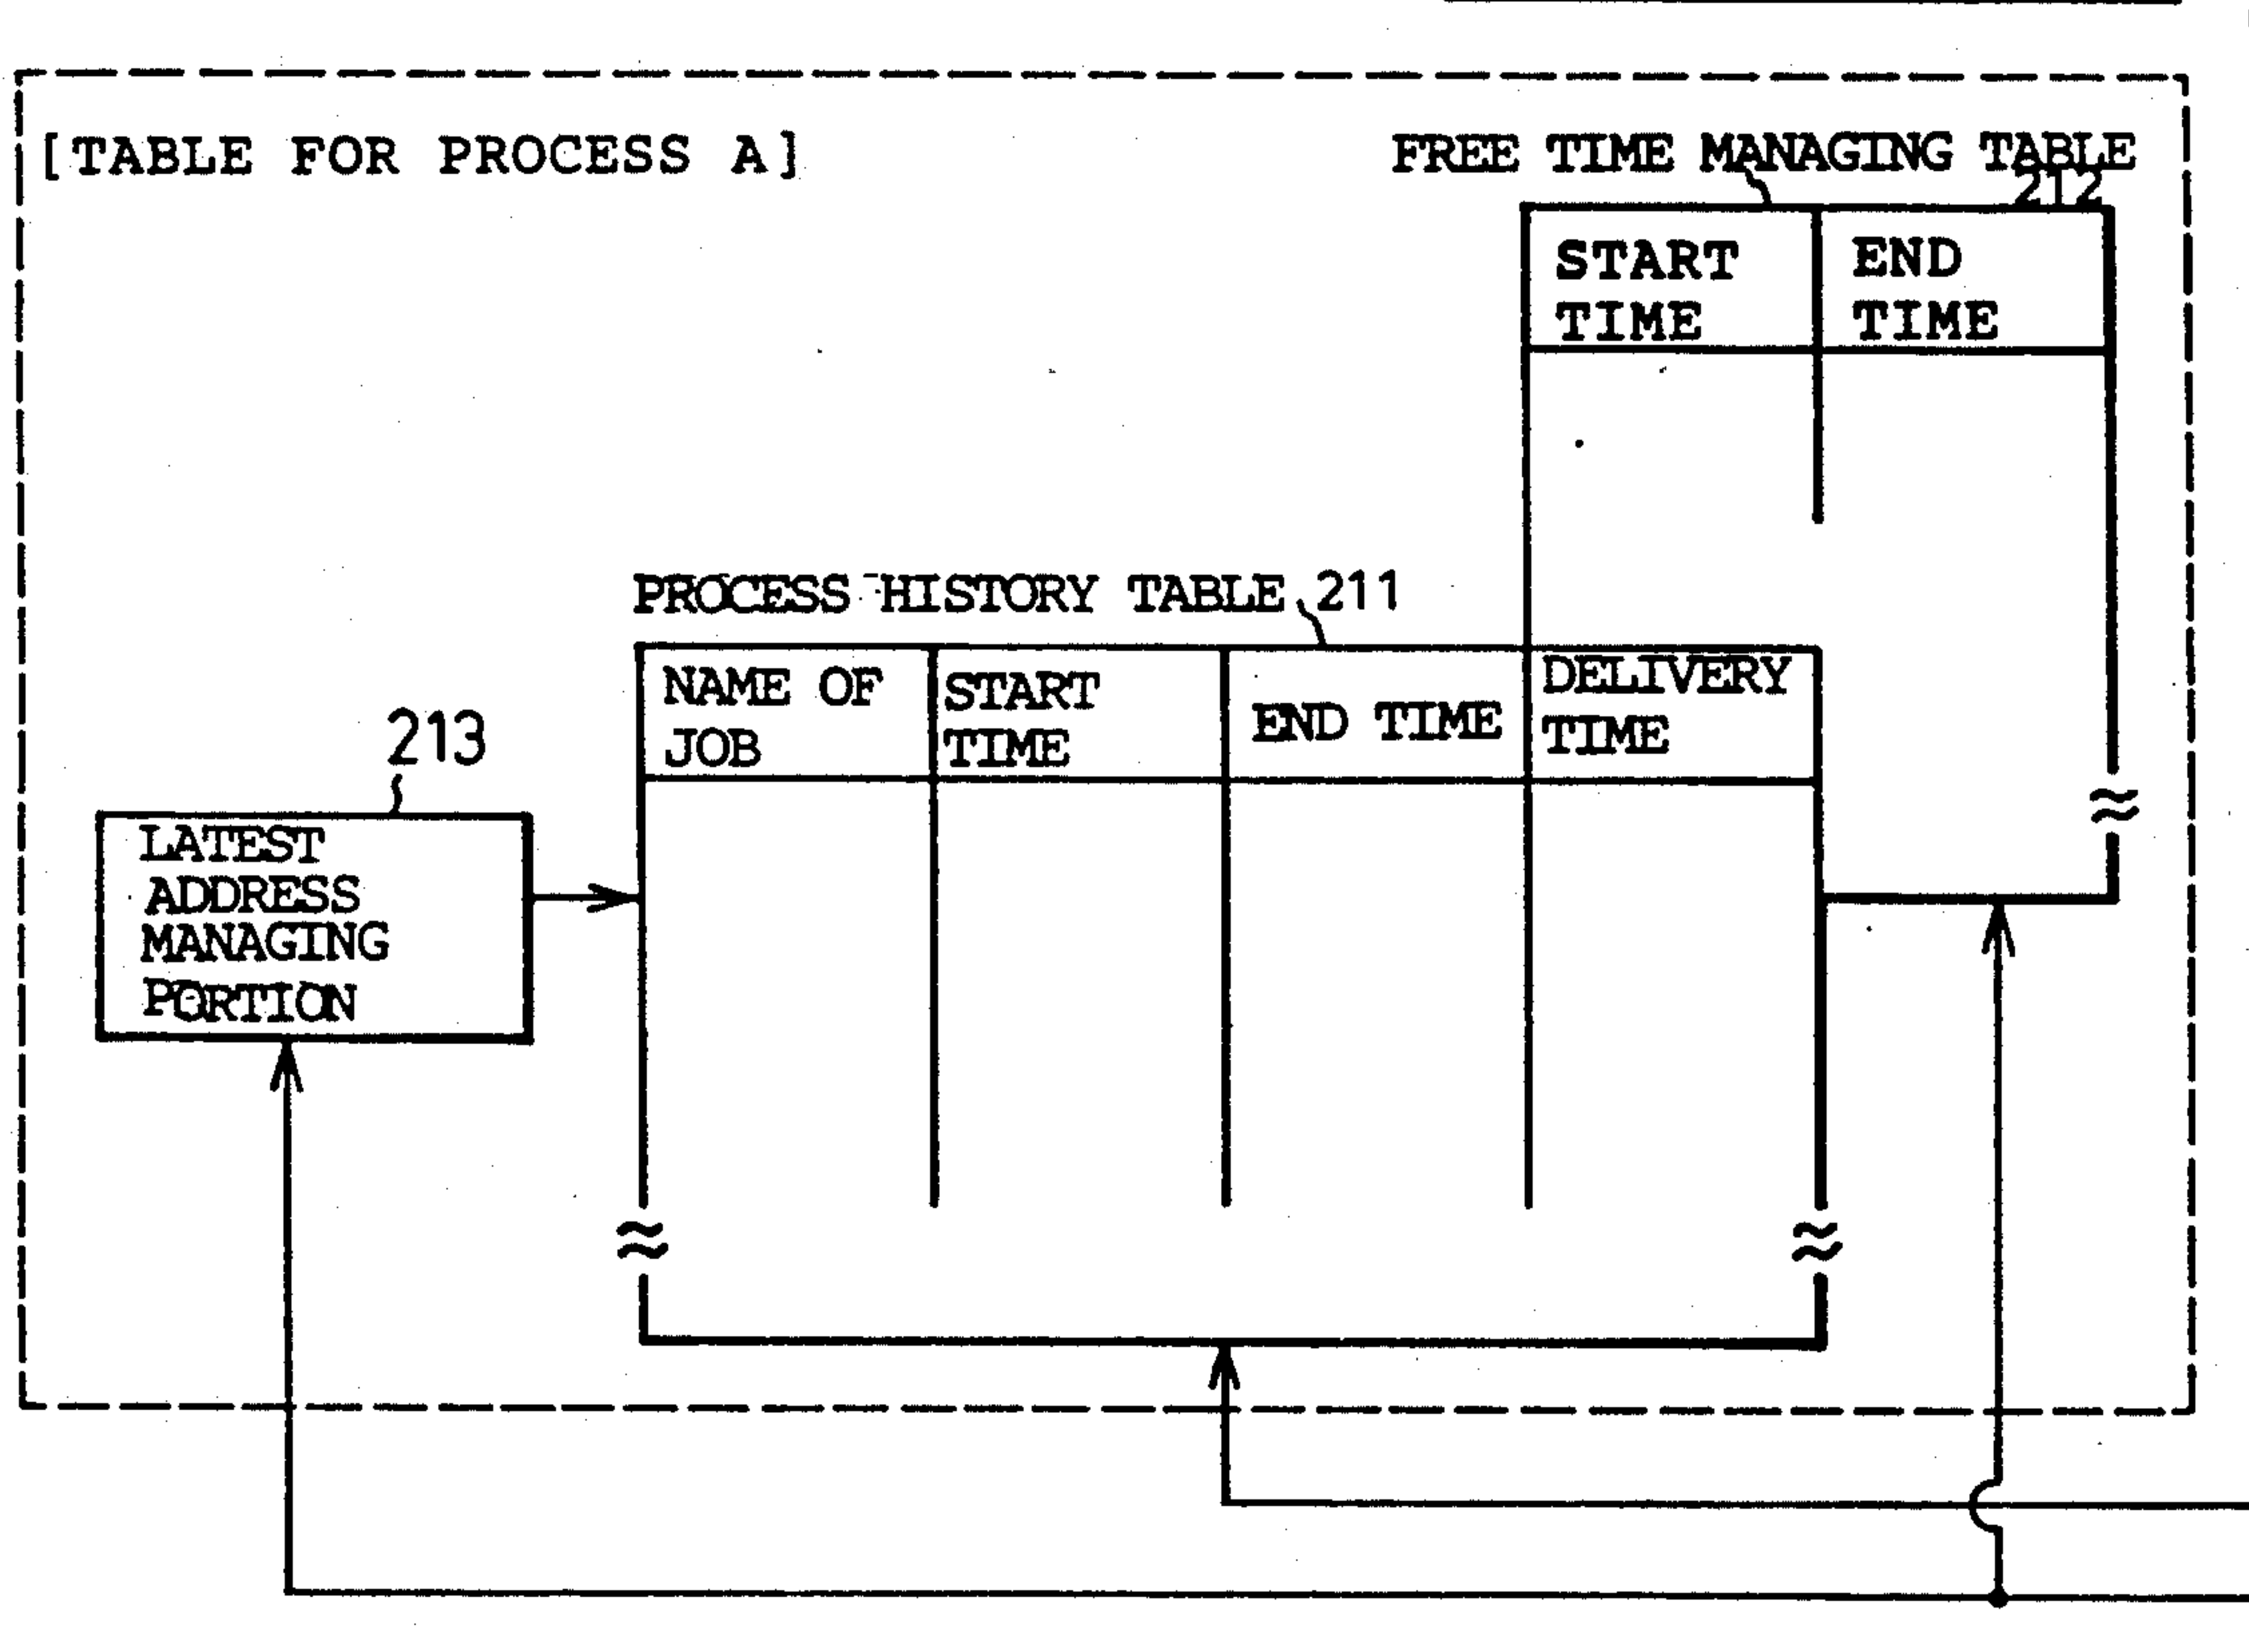 [TABLE FOR PROCESS A]
FREE TIME MANAGING TABLE
212
START TIME
END TIME
PROCESS HISTORY TABLE 211
NAME OF JOB
START TIME
END TIME
DELIVERY TIME
213
LATEST
ADDRESS
MANAGING
PORTION